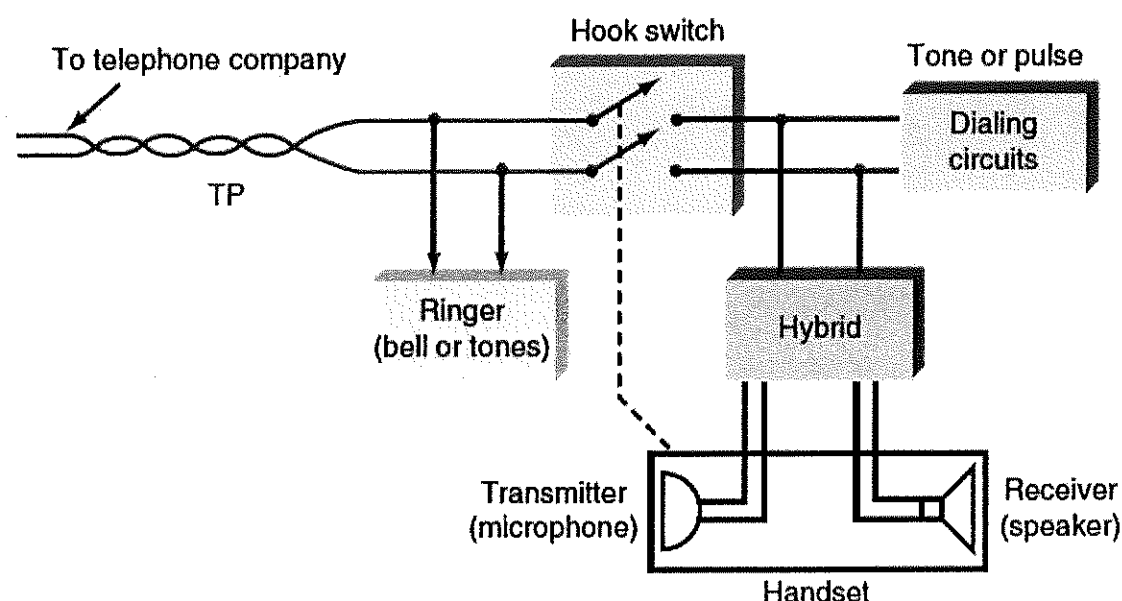 Hook switch
To telephone company
Tone or pulse
Dialing
circuits
TP
Ringer
(bell or tones)
Hybrid
Transmitter
(microphone)
Receiver
(speaker)
Handset